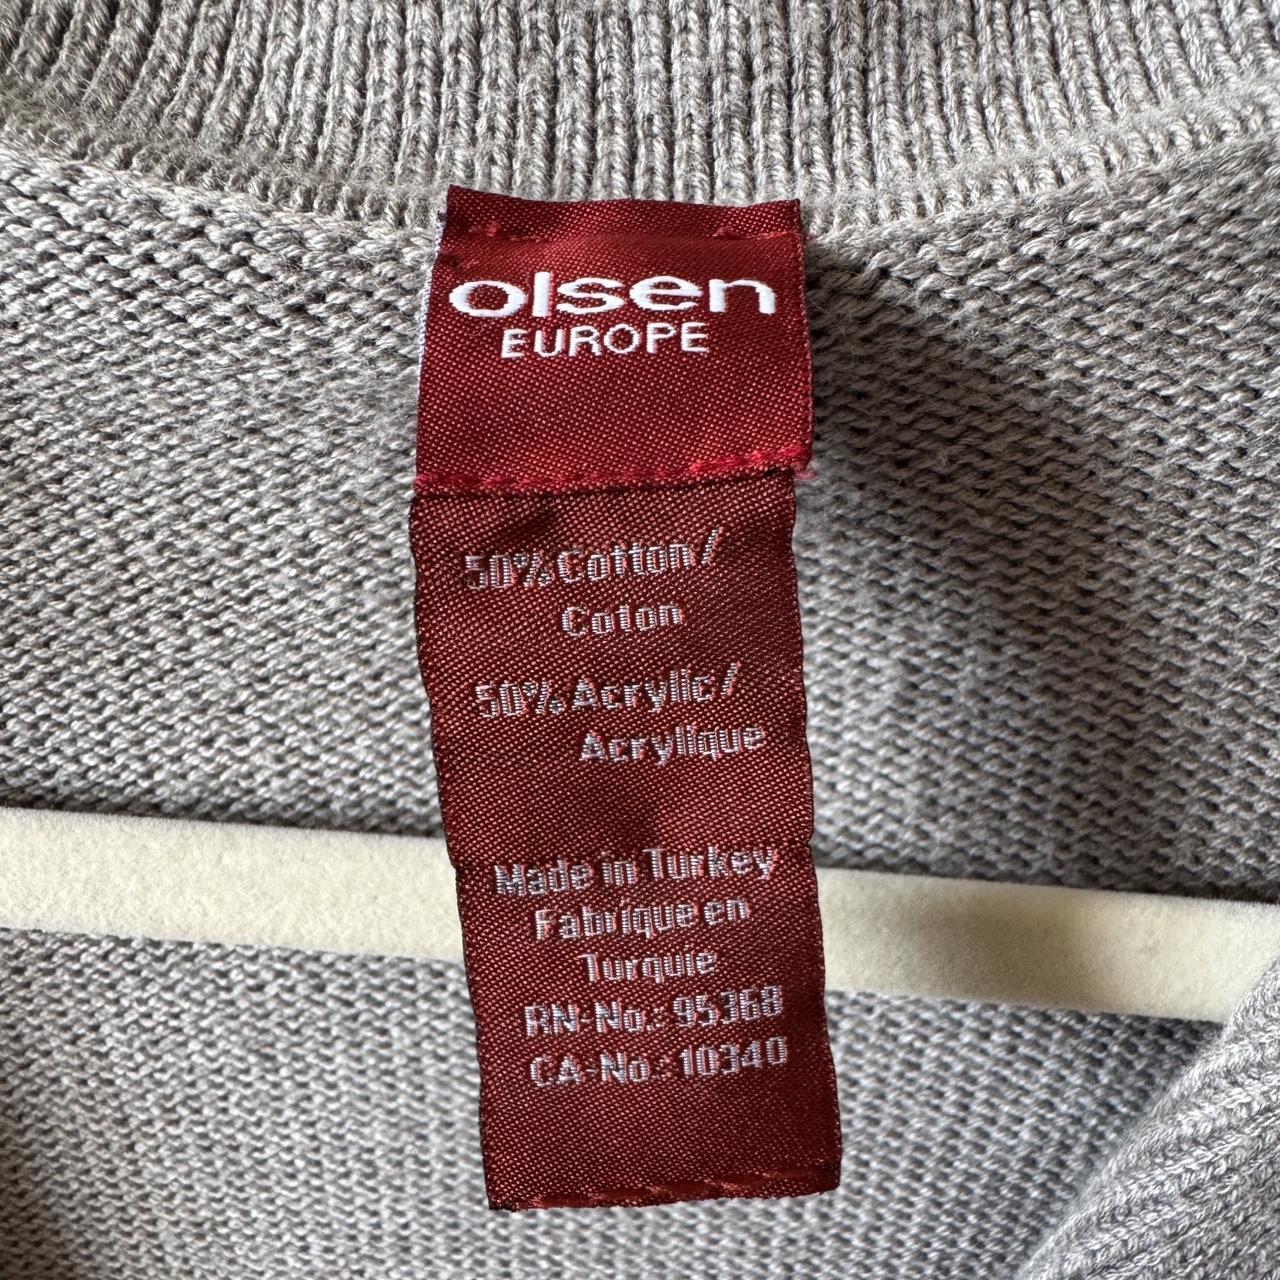 olsen
EUROPE
50% Cotton /
Coton
50% Acrylic /
Acrylique
Made in Turkey
Fabrique en
Turquie
RN-No.: 95368
CA-No.: 10340